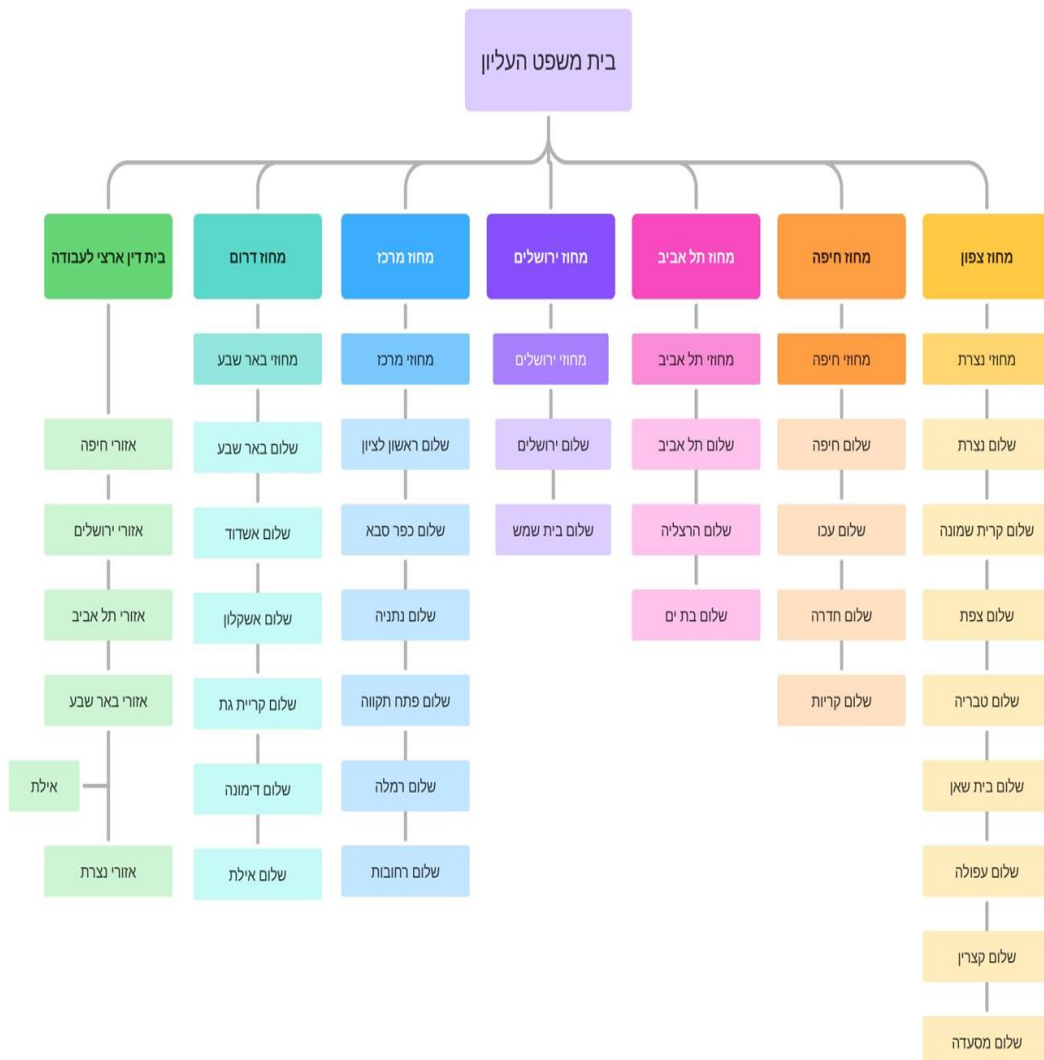 בית משפט העליון
מחוז צפון
מחוזי נצרת
שלום נצרת
שלום קרית שמונה
שלום צפת
שלום טבריה
שלום בית שאן
שלום עפולה
שלום קצרין
שלום מסעדה
מחוז חיפה
מחוזי חיפה
שלום חיפה
שלום עכו
שלום חדרה
שלום קריות
מחוז תל אביב
מחוזי תל אביב
שלום תל אביב
שלום הרצליה
שלום בת ים
מחוז ירושלים
מחוזי ירושלים
שלום ירושלים
שלום בית שמש
מחוז מרכז
מחוזי מרכז
שלום ראשון לציון
שלום כפר סבא
שלום נתניה
שלום פתח תקווה
שלום רמלה
שלום רחובות
מחוז דרום
מחוזי באר שבע
שלום באר שבע
שלום אשדוד
שלום אשקלון
שלום קריית גת
שלום דימונה
שלום אילת
בית דין ארצי לעבודה
אזורי חיפה
אזורי ירושלים
אזורי תל אביב
אזורי באר שבע
אילת
אזורי נצרת